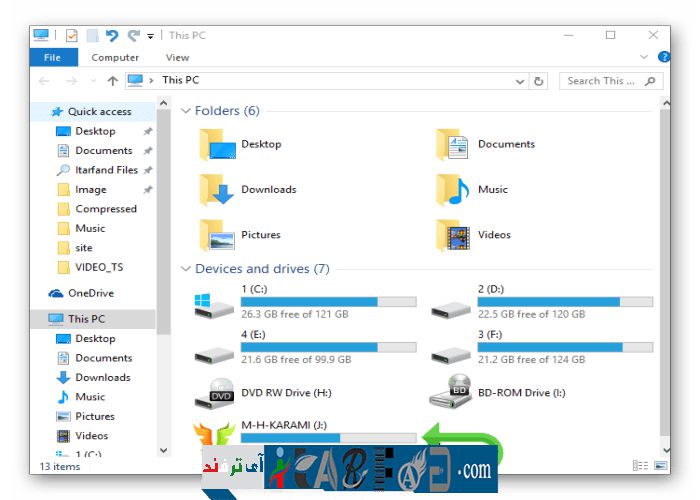 This PC
File Computer View
This PC
Search This ...
Quick access
Desktop
Documents
Itarfand Files
Image
Compressed
Music
site
VIDEO_TS
OneDrive
This PC
Desktop
Documents
Downloads
Music
Pictures
Videos
1 (C:)
Folders (6)
Desktop
Documents
Downloads
Music
Pictures
Videos
Devices and drives (7)
1 (C:)
26.3 GB free of 121 GB
2 (D:)
22.5 GB free of 120 GB
4 (E:)
21.6 GB free of 99.9 GB
3 (F:)
21.2 GB free of 124 GB
DVD
DVD RW Drive (H:)
BD
BD-ROM Drive (I:)
M-H-KARAMI (J:)
13 items
آی ترفند
iTARFAND.com